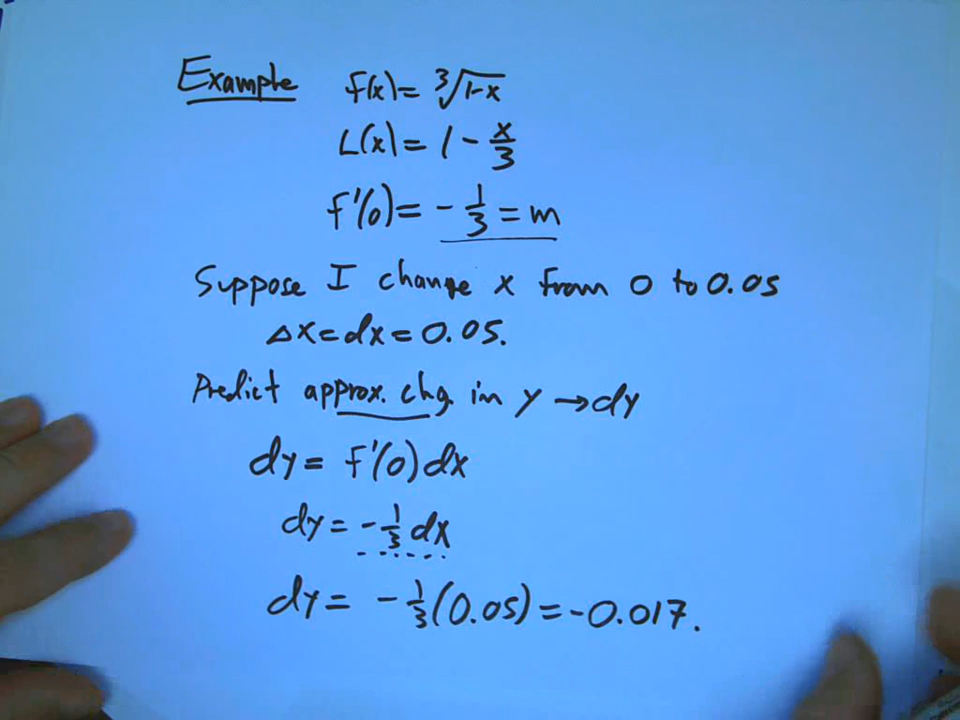 Example f(x) = ∛(1-x)
L(x) = 1 - x/3
f'(0) = - 1/3 = m
Suppose I change x from 0 to 0.05
Δx = dx = 0.05.
Predict approx. chg. in y → dy
dy = f'(0) dx
dy = - 1/3 dx
dy = - 1/3 (0.05) = -0.017.